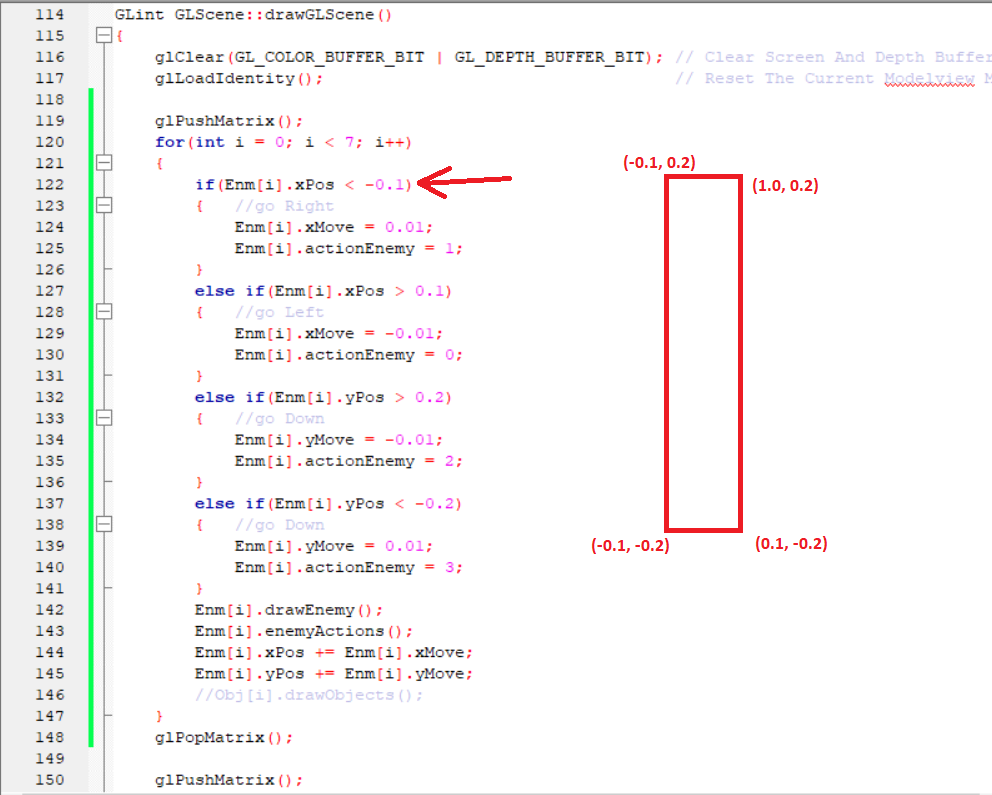 114 GLint GLScene::drawGLScene()
115 {
116 glClear(GL_COLOR_BUFFER_BIT | GL_DEPTH_BUFFER_BIT); // Clear Screen And Depth Buffer
117 glLoadIdentity(); // Reset The Current Modelview M
118
119 glPushMatrix();
120 for(int i = 0; i < 7; i++)
121 {
(-0.1, 0.2)
122 if(Enm[i].xPos < -0.1)
(1.0, 0.2)
123 { //go Right
124 Enm[i].xMove = 0.01;
125 Enm[i].actionEnemy = 1;
126 }
127 else if(Enm[i].xPos > 0.1)
128 { //go Left
129 Enm[i].xMove = -0.01;
130 Enm[i].actionEnemy = 0;
131 }
132 else if(Enm[i].yPos > 0.2)
133 { //go Down
134 Enm[i].yMove = -0.01;
135 Enm[i].actionEnemy = 2;
136 }
137 else if(Enm[i].yPos < -0.2)
138 { //go Down
139 Enm[i].yMove = 0.01;
(-0.1, -0.2) (0.1, -0.2)
140 Enm[i].actionEnemy = 3;
141 }
142 Enm[i].drawEnemy();
143 Enm[i].enemyActions();
144 Enm[i].xPos += Enm[i].xMove;
145 Enm[i].yPos += Enm[i].yMove;
146 //Obj[i].drawObjects();
147 }
148 glPopMatrix();
149
150 glPushMatrix();